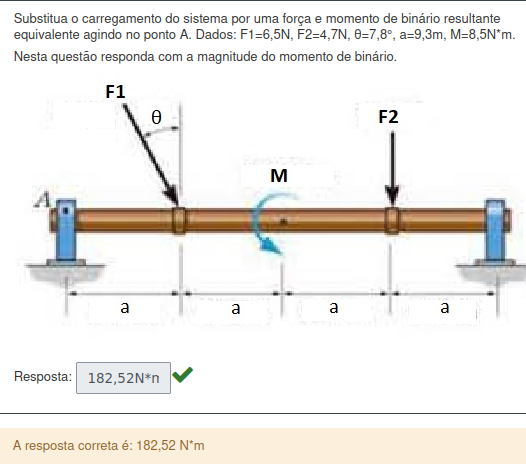 Substitua o carregamento do sistema por uma força e momento de binário resultante
equivalente agindo no ponto A. Dados: F1=6,5N, F2=4,7N, θ=7,8º, a=9,3m, M=8,5N*m.
Nesta questão responda com a magnitude do momento de binário.
F1
θ
F2
M
A
a a a a
Resposta: 182,52N*n
A resposta correta é: 182,52 N*m